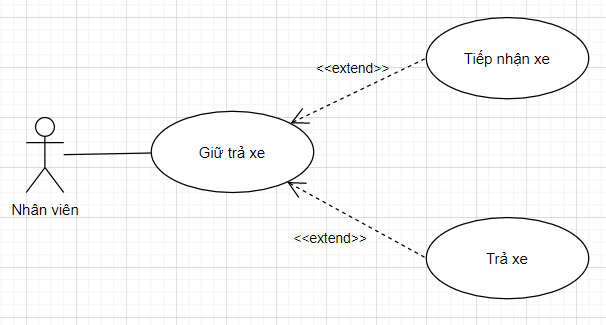 Tiếp nhận xe
<<extend>>
Giữ trả xe
Nhân viên
<<extend>>
Trả xe